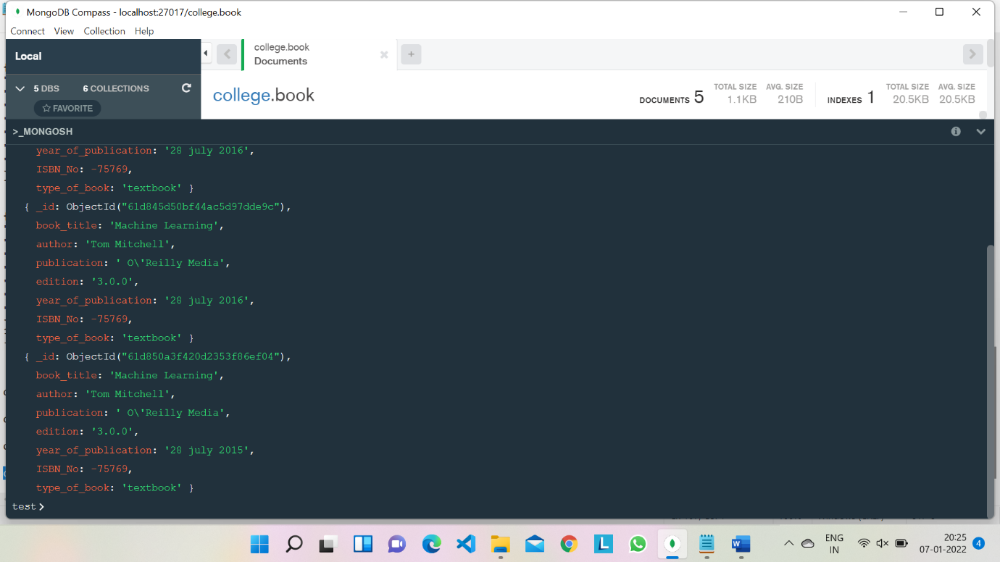 MongoDB Compass - localhost:27017/college.book
Connect View Collection Help
Local
college.book
Documents
5 DBS 6 COLLECTIONS
FAVORITE
college.book
DOCUMENTS 5
TOTAL SIZE AVG. SIZE
1.1KB 210B
INDEXES 1
TOTAL SIZE AVG. SIZE
20.5KB 20.5KB
>_MONGOSH
year_of_publication: '28 july 2016',
ISBN_No: -75769,
type_of_book: 'textbook' }
{ _id: ObjectId("61d845d50bf44ac5d97dde9c"),
book_title: 'Machine Learning',
author: 'Tom Mitchell',
publication: ' O\'Reilly Media',
edition: '3.0.0',
year_of_publication: '28 july 2016',
ISBN_No: -75769,
type_of_book: 'textbook' }
{ _id: ObjectId("61d850a3f420d2353f86ef04"),
book_title: 'Machine Learning',
author: 'Tom Mitchell',
publication: ' O\'Reilly Media',
edition: '3.0.0',
year_of_publication: '28 july 2015',
ISBN_No: -75769,
type_of_book: 'textbook' }
test>
ENG
IN
20:25
07-01-2022
4